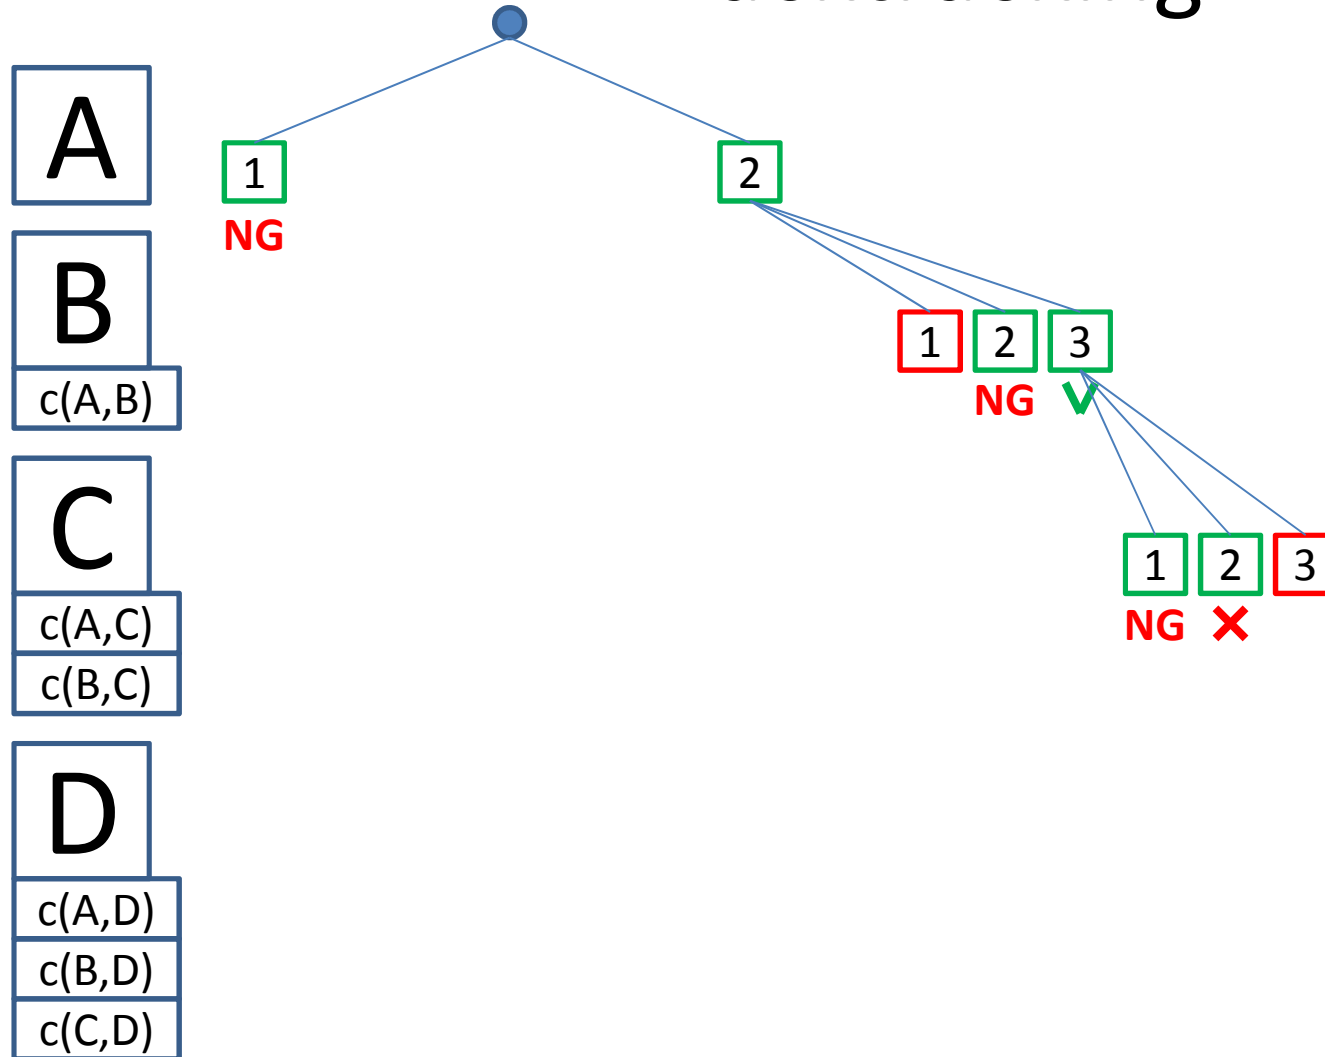 A
1 2
NG
B
1 2 3
c(A,B)
NG
C
1 2 3
c(A,C)
NG
c(B,C)
D
c(A,D)
c(B,D)
c(C,D)